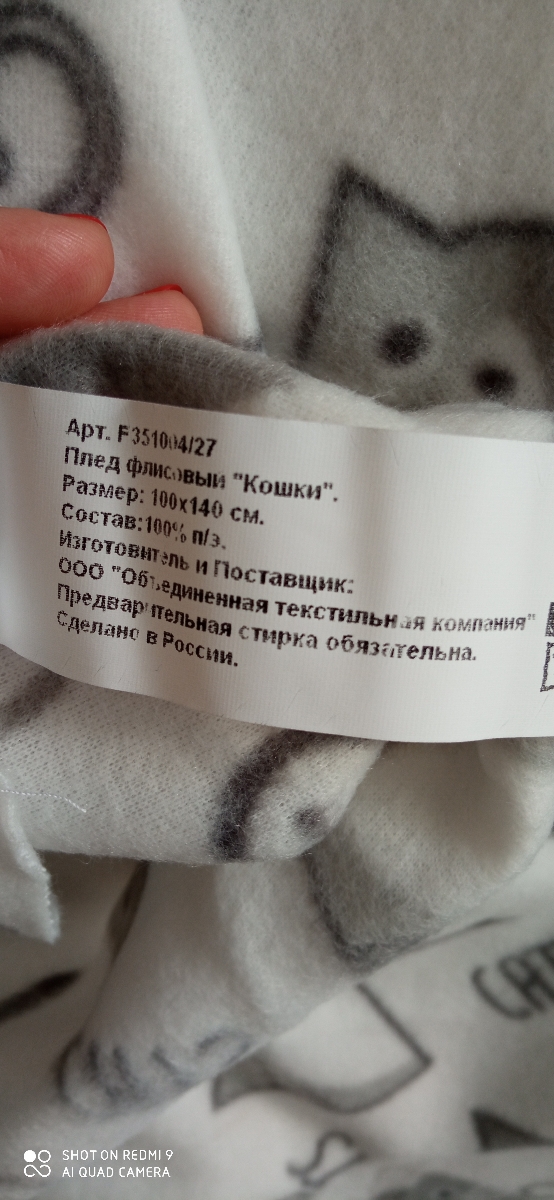 Арт. F351004/27
Плед флисовый "Кошки".
Размер: 100х140 см.
Состав:100% п/э.
Изготовитель и Поставщик:
ООО "Объединенная текстильная компания"
Предварительная стирка обязательна.
Сделано в России.
SHOT ON REDMI 9
AI QUAD CAMERA